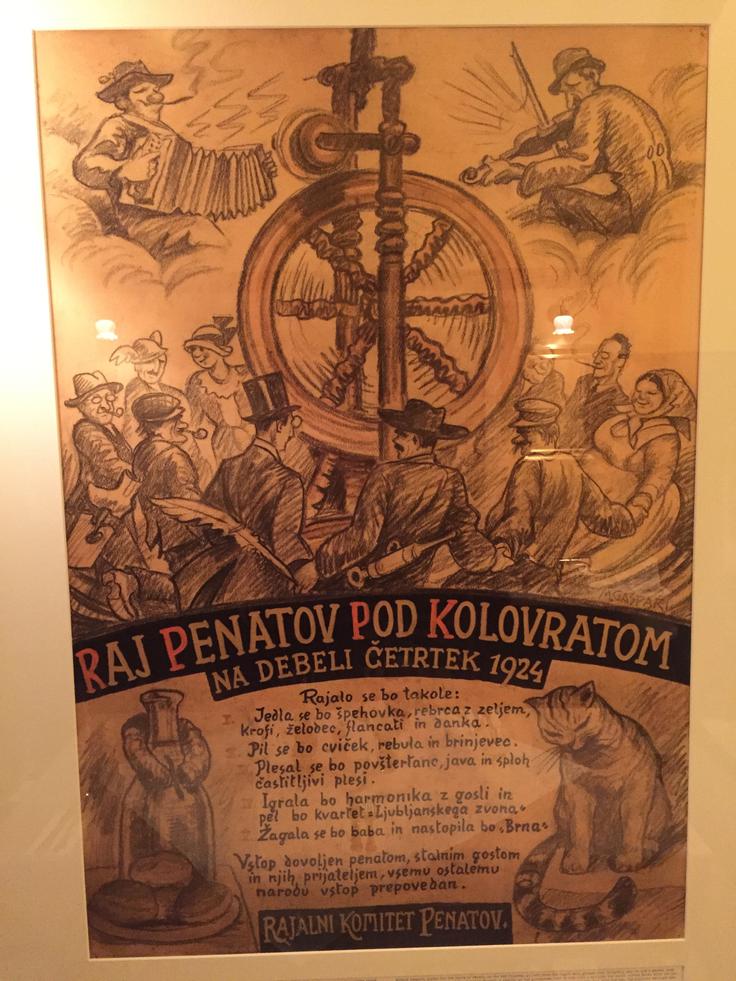 M.GASPARI
RAJ PENATOV POD KOLOVRATOM
NA DEBELI ČETRTEK 1924
Rajalo se bo takole:
I. Jedla se bo špehovka, rebrca z zeljem,
krofi, želodec, flancati in danka.
Pil se bo cviček, rebula in brinjevec.
Plesal se bo povštertanc, java in sploh
častitljivi plesi.
Igrala bo harmonika z gosli in
pel bo kvartet "Ljubljanskega zvona"
Žagala se bo baba in nastopila bo "Brna"
Vstop dovoljen penatom, stalnim gostom
in njih prijateljem, vsemu ostalemu
narodu vstop prepovedan.
RAJALNI KOMITET PENATOV.